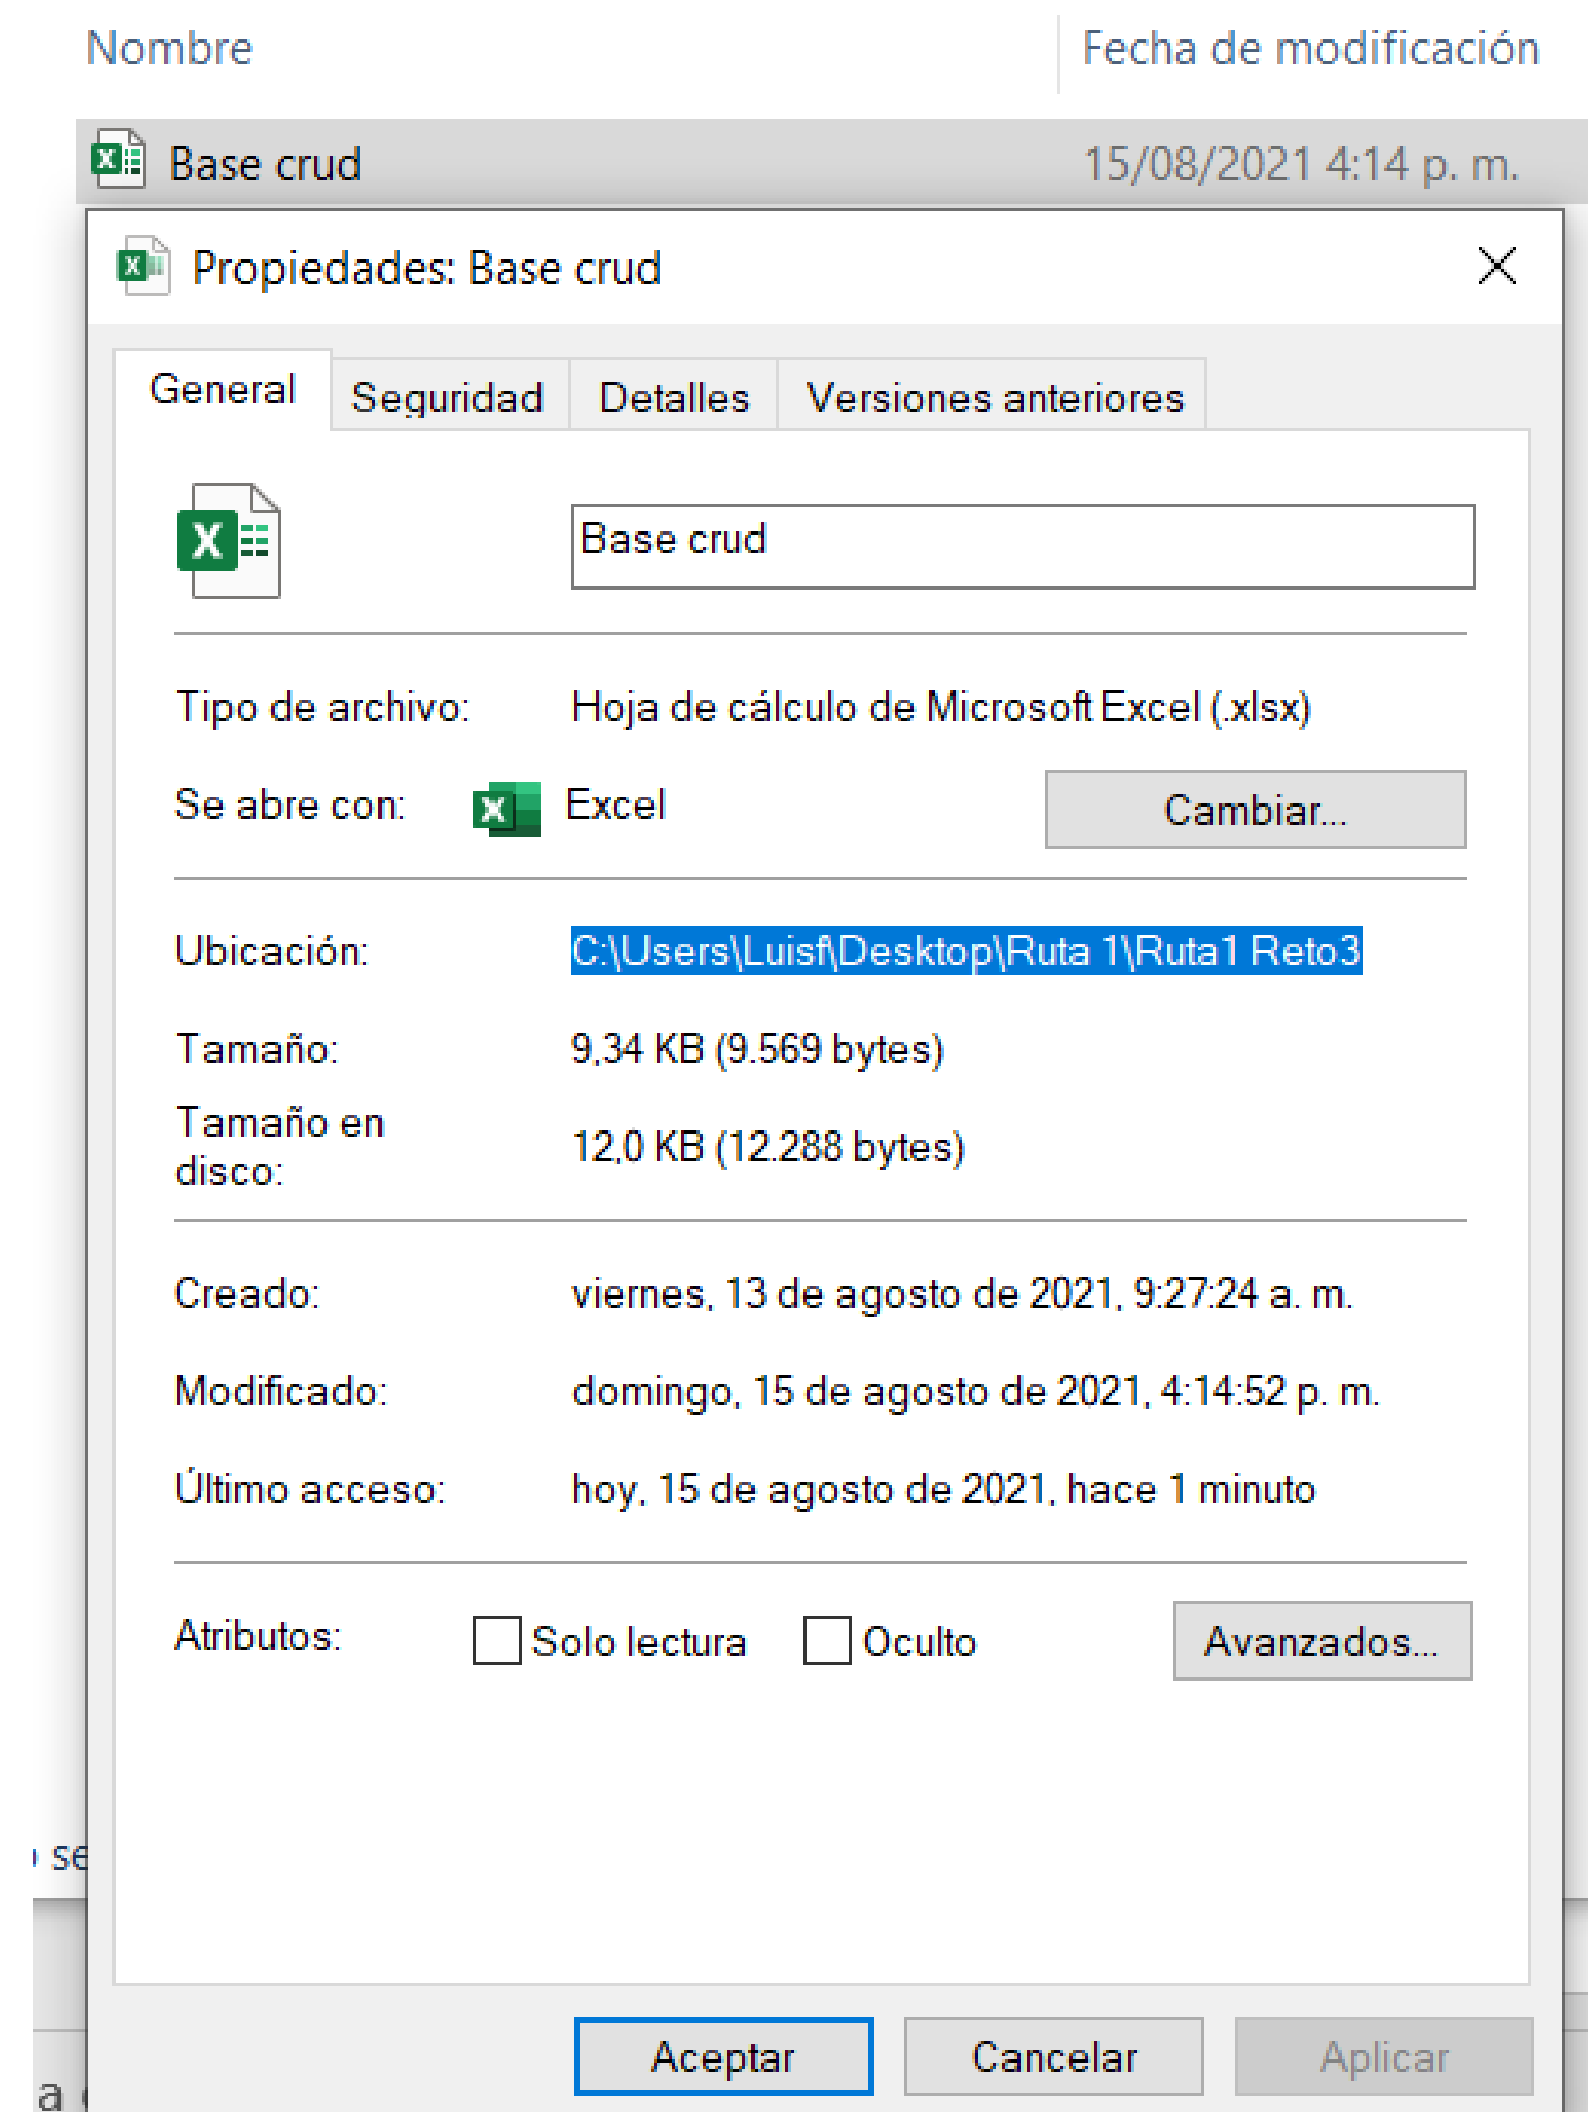 Nombre Fecha de modificación
Base crud 15/08/2021 4:14 p. m.
Propiedades: Base crud
General Seguridad Detalles Versiones anteriores
Base crud
Tipo de archivo: Hoja de cálculo de Microsoft Excel (.xlsx)
Se abre con: Excel Cambiar...
Ubicación: C:\Users\Luisf\Desktop\Ruta 1\Ruta1 Reto3
Tamaño: 9,34 KB (9.569 bytes)
Tamaño en
disco: 12,0 KB (12.288 bytes)
Creado: viernes, 13 de agosto de 2021, 9:27:24 a. m.
Modificado: domingo, 15 de agosto de 2021, 4:14:52 p. m.
Último acceso: hoy, 15 de agosto de 2021, hace 1 minuto
Atributos: Solo lectura Oculto Avanzados...
se
Aceptar Cancelar Aplicar
a